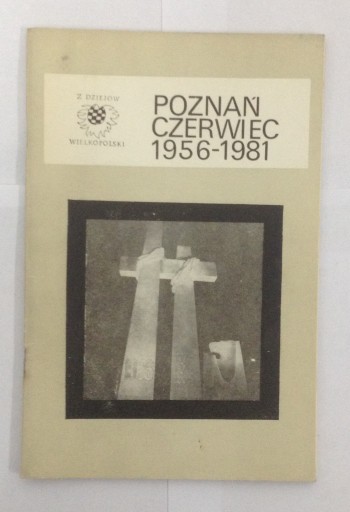 Z DZIEJÓW
WIELKOPOLSKI
POZNAŃ
CZERWIEC
1956-1981